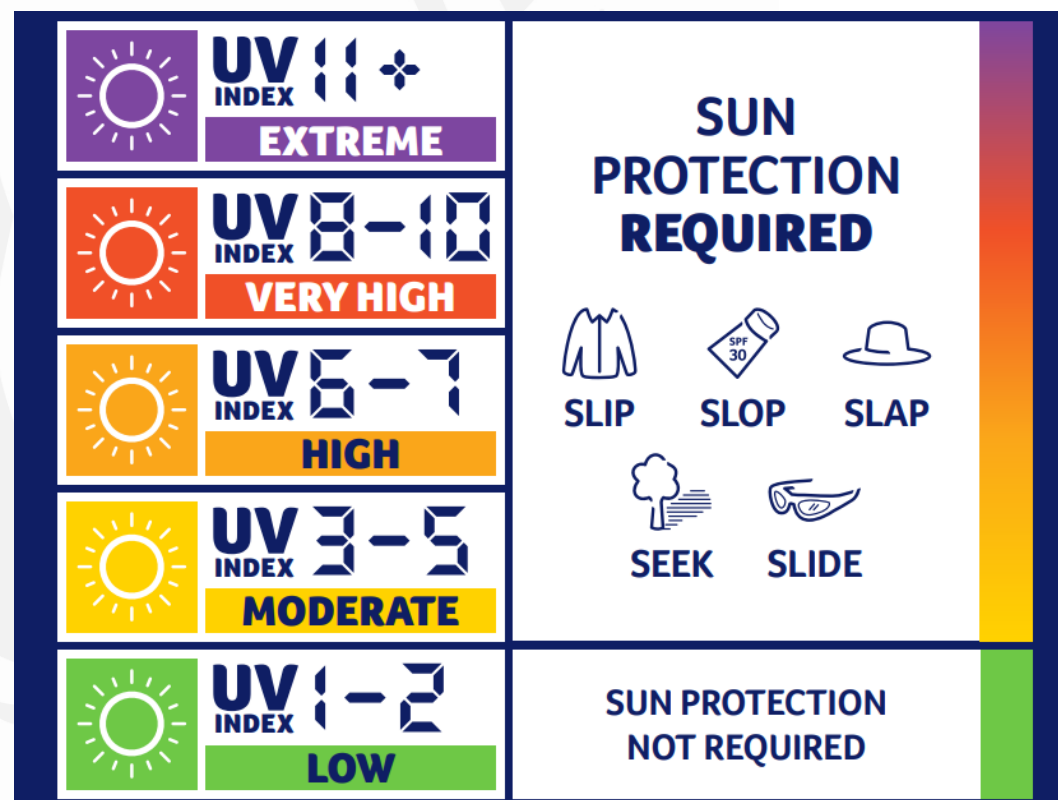 UV INDEX 11+
EXTREME
UV INDEX 8-10
VERY HIGH
UV INDEX 6-7
HIGH
UV INDEX 3-5
MODERATE
UV INDEX 1-2
LOW
SUN
PROTECTION
REQUIRED
SPF
30
SLIP SLOP SLAP
SEEK SLIDE
SUN PROTECTION
NOT REQUIRED